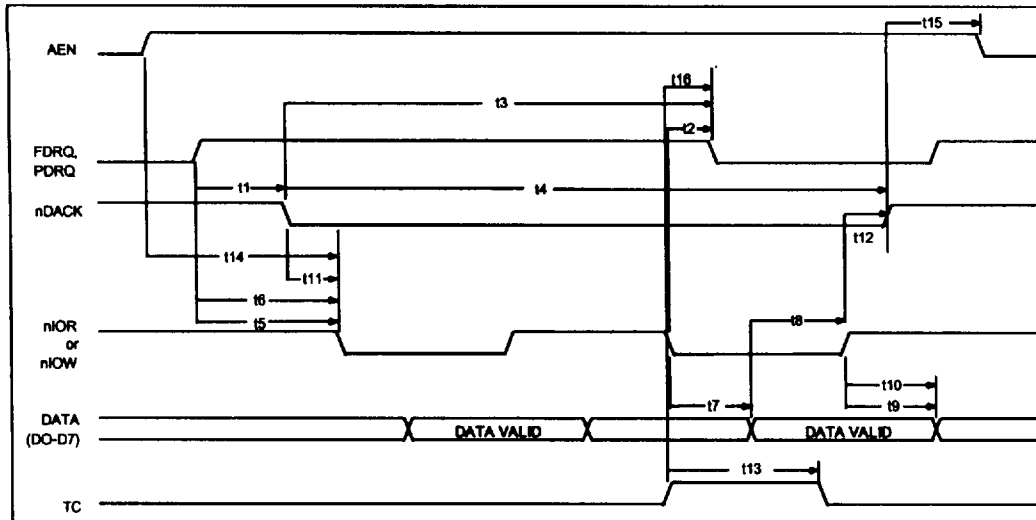 AEN
t15
t16
t3
t2
FDRQ,
PDRQ
t1
t4
nDACK
t12
t14
t11
t6
t5
t8
nIOR
or
nIOW
t10
t7
t9
DATA
(DO-D7)
DATA VALID
DATA VALID
t13
TC